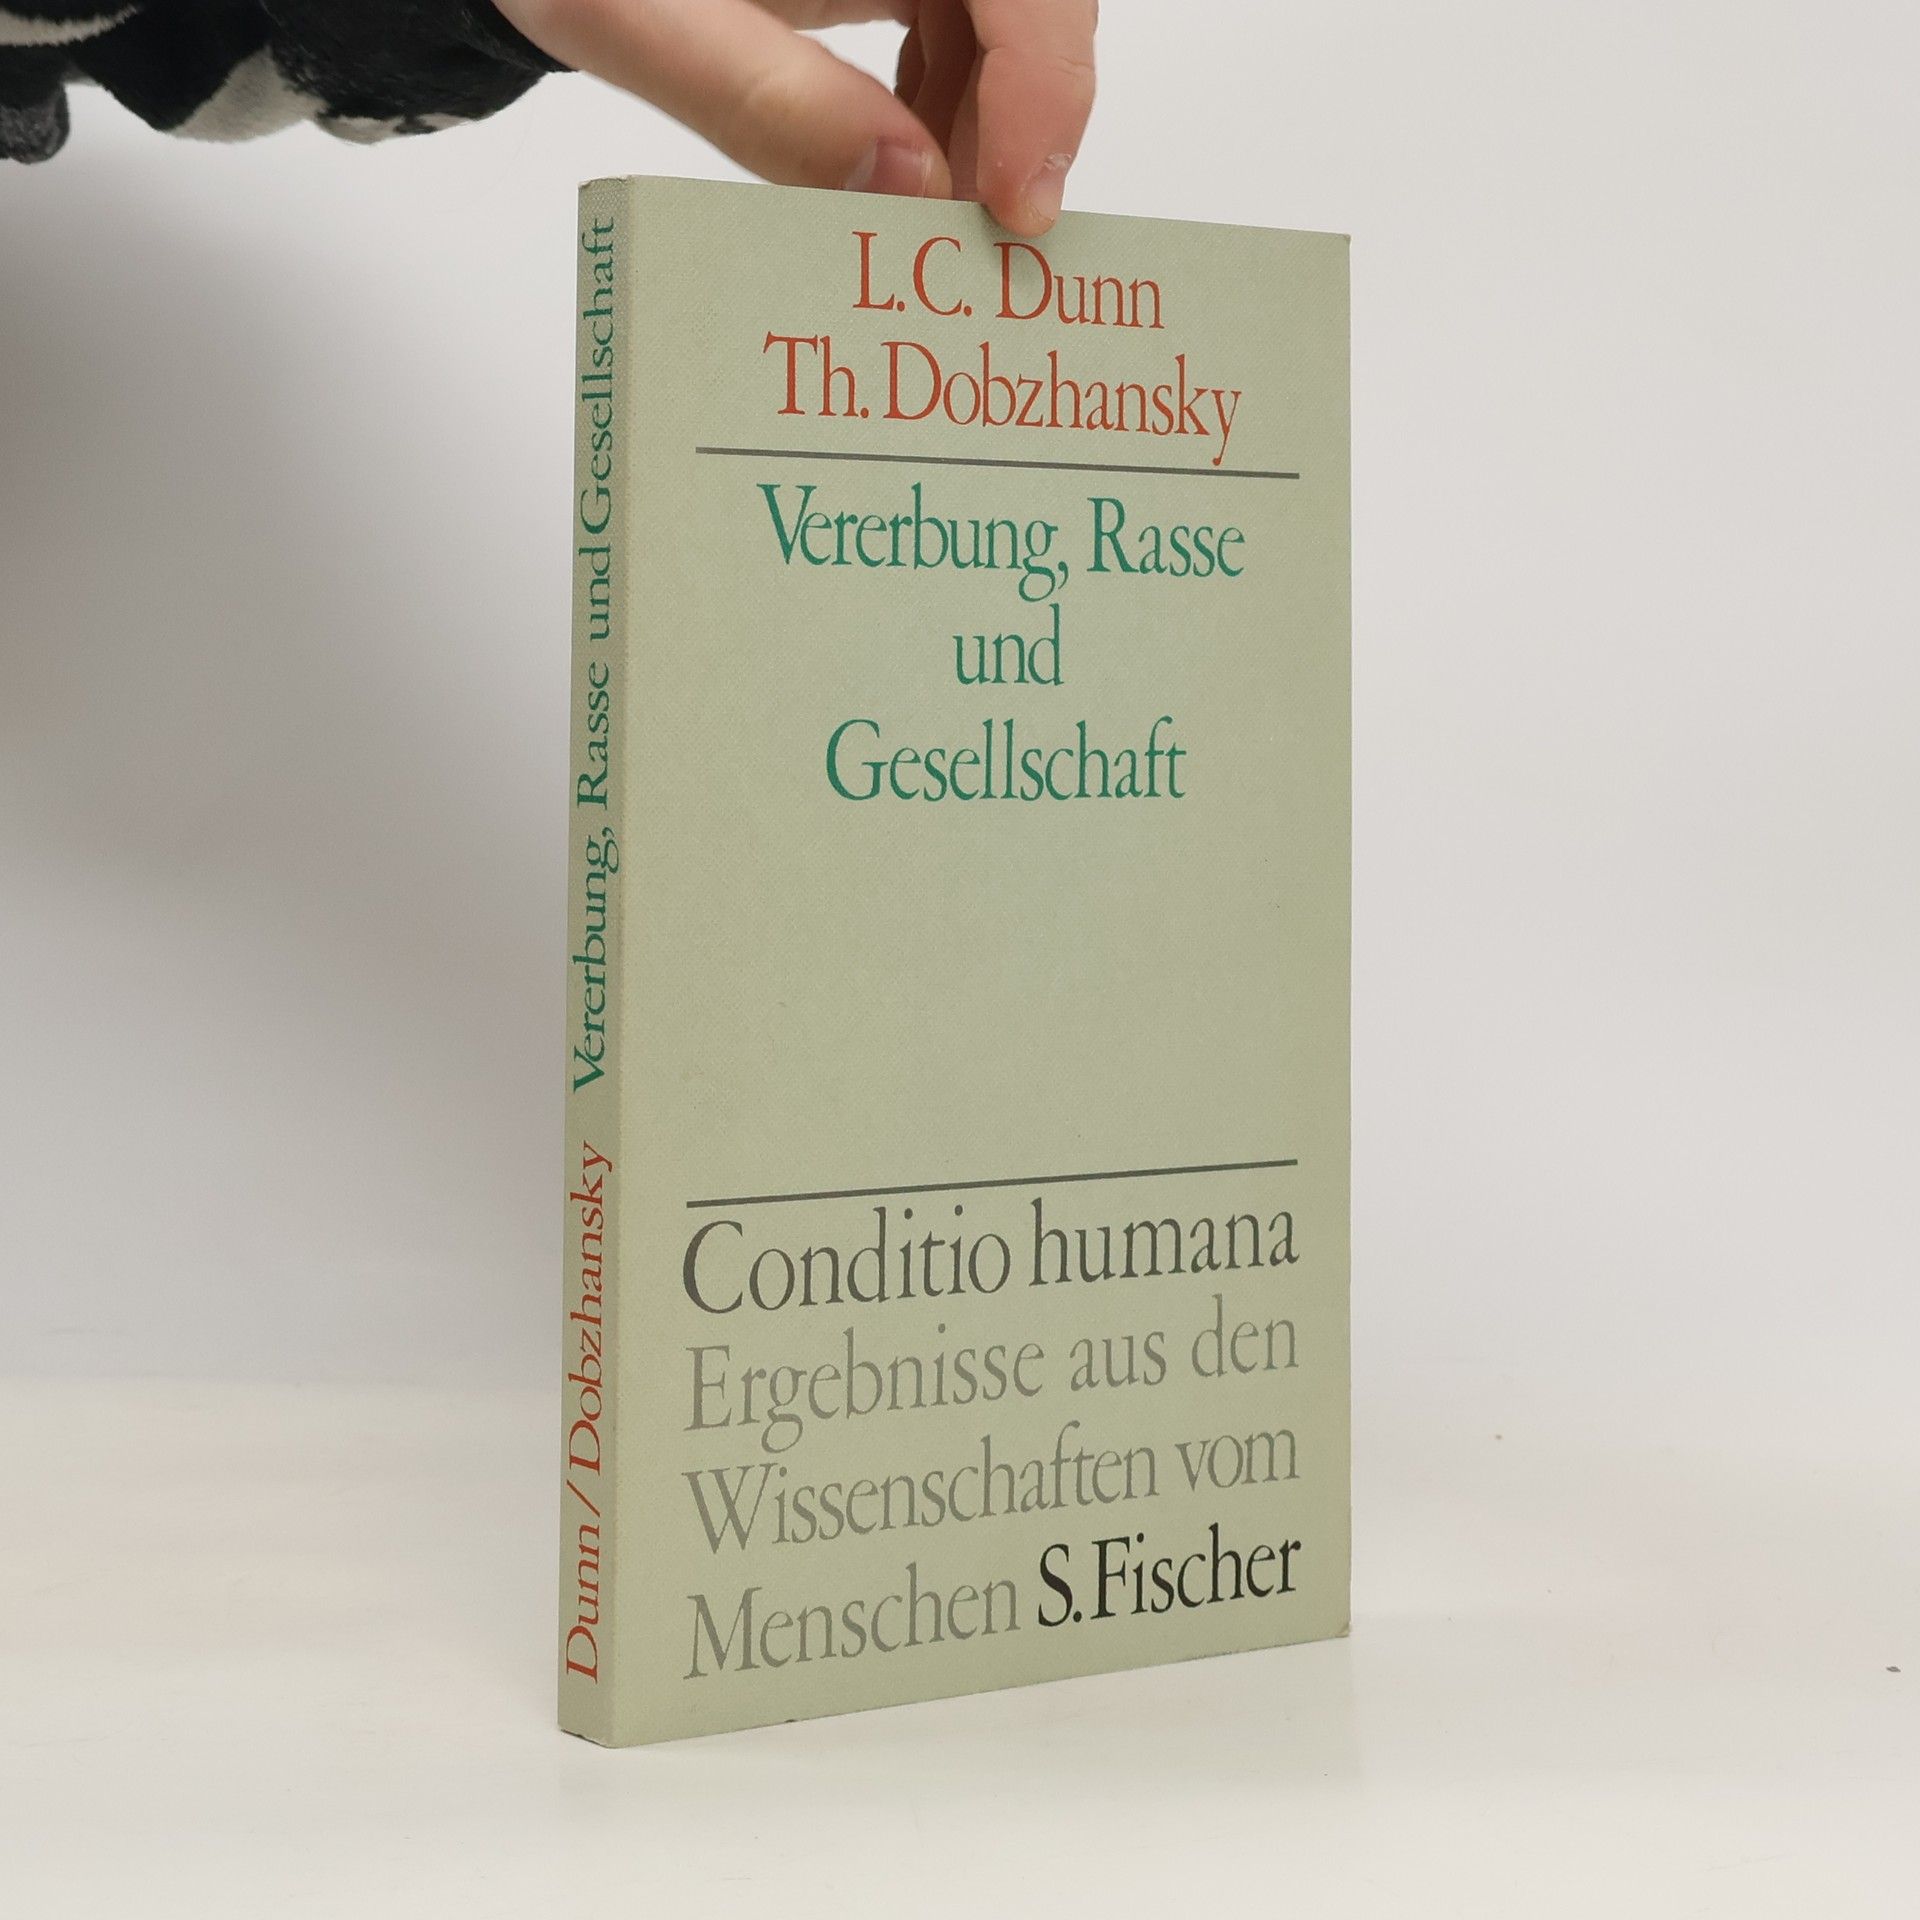 L. C. Dunn
Th. Dobzhansky
Vererbung, Rasse
und
Gesellschaft
Conditio humana
Ergebnisse aus den
Wissenschaften vom
Menschen S. Fischer
Dunn / Dobzhansky Vererbung, Rasse und Gesellschaft